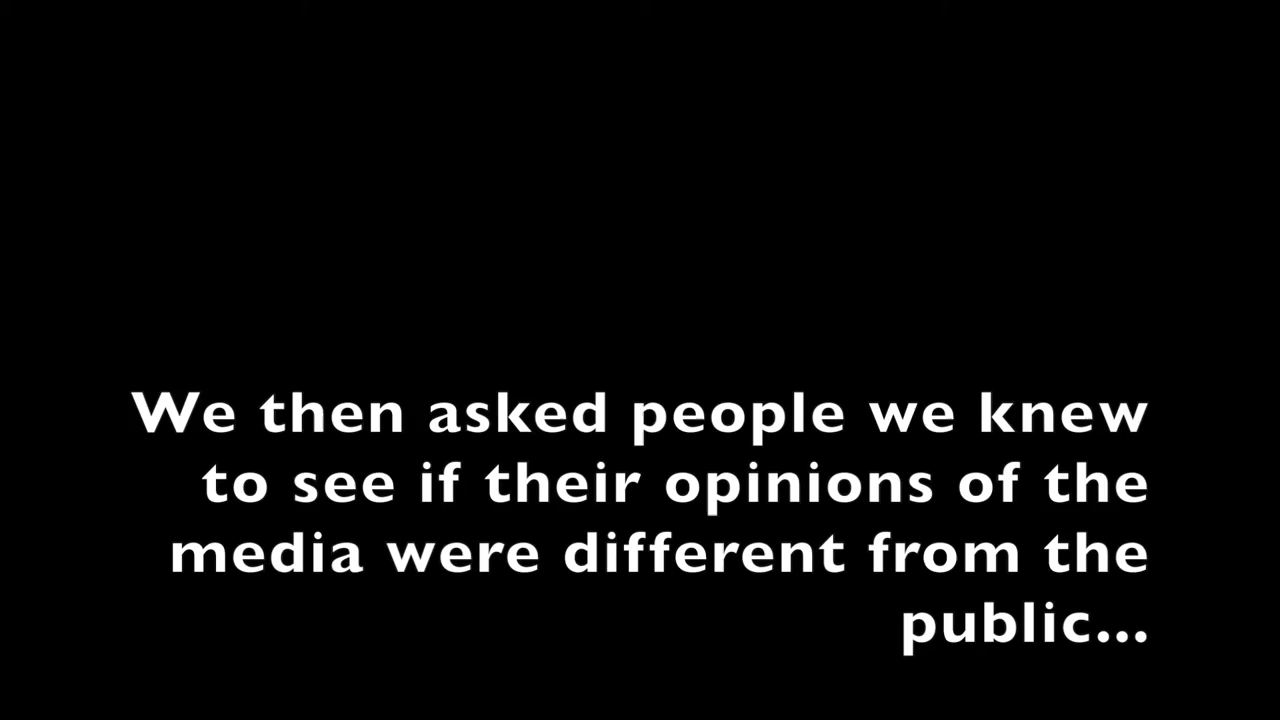 We then asked people we knew
to see if their opinions of the
media were different from the
public...